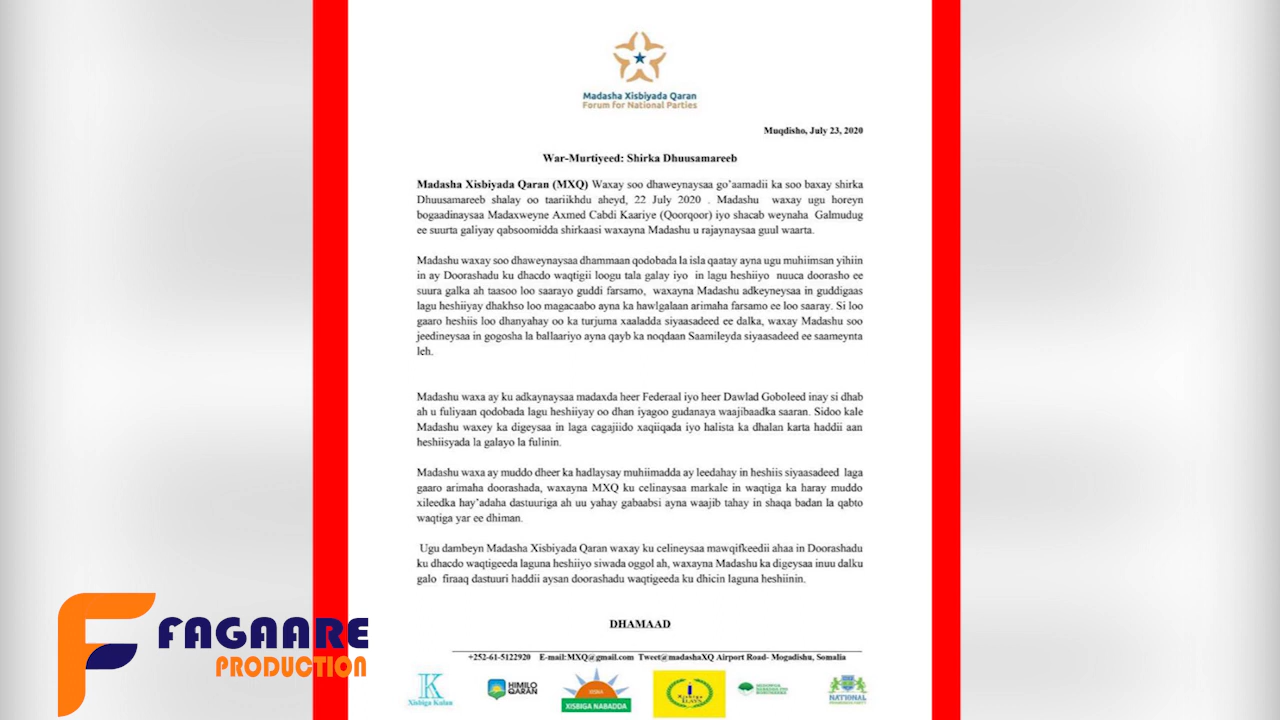 Madasha Xisbiyada Qaran
Forum for National Parties
Muqdisho, July 23, 2020
War-Murtiyeed: Shirka Dhuusamareeb
Madasha Xisbiyada Qaran (MXQ) Waxay soo dhaweynaysaa go'aamadii ka soo baxay shirka
Dhuusamareeb shalay oo taariikhdu aheyd, 22 July 2020 . Madashu waxay ugu horeyn
bogaadinaysaa Madaxweyne Axmed Cabdi Kaariye (Qoorqoor) iyo shacab weynaha Galmudug
ee suurta galiyay qabsoomidda shirkaasi waxayna Madashu u rajaynaysaa guul waarta.
Madashu waxay soo dhaweynaysaa dhammaan qodobada la isla qaatay ayna ugu muhiimsan yihiin
in ay Doorashadu ku dhacdo waqtigii loogu tala galay iyo in lagu heshiiyo nuuca doorasho ee
suura galka ah taasoo loo saarayo guddi farsamo, waxayna Madashu adkeyneysaa in guddigaas
lagu heshiiyay dhakhso loo magacaabo ayna ka hawlgalaan arimaha farsamo ee loo saaray. Si loo
gaaro heshiis loo dhanyahay oo ka turjuma xaaladda siyaasadeed ee dalka, waxay Madashu soo
jeedineysaa in gogosha la ballaariyo ayna qayb ka noqdaan Saamileyda siyaasadeed ee saameynta
leh.
Madashu waxa ay ku adkaynaysaa madaxda heer Federaal iyo heer Dawlad Goboleed inay si dhab
ah u fuliyaan qodobada lagu heshiiyay oo dhan iyagoo gudanaya waajibaadka saaran. Sidoo kale
Madashu waxey ka digeysaa in laga cagajiido xaqiiqada iyo halista ka dhalan karta haddii aan
heshiisyada la galayo la fulinin.
Madashu waxa ay muddo dheer ka hadlaysay muhiimadda ay leedahay in heshiis siyaasadeed laga
gaaro arimaha doorashada, waxayna MXQ ku celinaysaa markale in waqtiga ka haray muddo
xileedka hay'adaha dastuuriga ah uu yahay gabaabsi ayna waajib tahay in shaqa badan la qabto
waqtiga yar ee dhiman.
Ugu dambeyn Madasha Xisbiyada Qaran waxay ku celineysaa mawqifkeedii ahaa in Doorashadu
ku dhacdo waqtigeeda laguna heshiiyo siwada oggol ah, waxayna Madashu ka digeysaa inuu dalku
galo firaaq dastuuri haddii aysan doorashadu waqtigeeda ku dhicin laguna heshiinin.
DHAMAAD
+252-61-5122920 E-mail:MXQ@gmail.com Tweet@madashaXQ Airport Road- Mogadishu, Somalia
Xisbiga Kulan
HIMILO
QARAN
XISBIGA NABADDA
Xisbiga
NATIONAL
FAGAARE
PRODUCTION